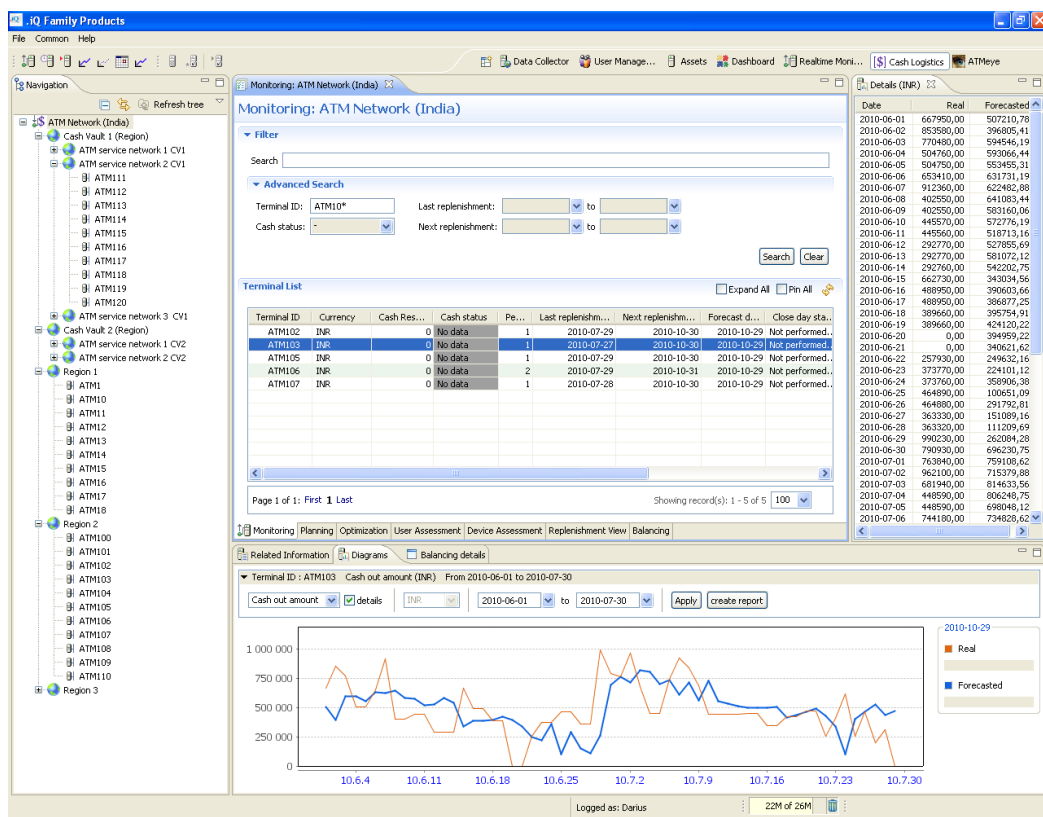 .iQ .iQ Family Products
File Common Help
Data Collector User Manage... Assets Dashboard Realtime Moni... [$] Cash Logistics ATMeye
Navigation
Refresh tree
ATM Network (India)
Cash Vault 1 (Region)
ATM service network 1 CV1
ATM service network 2 CV1
ATM111
ATM112
ATM113
ATM114
ATM115
ATM116
ATM117
ATM118
ATM119
ATM120
ATM service network 3 CV1
Cash Vault 2 (Region)
ATM service network 1 CV2
ATM service network 2 CV2
Region 1
ATM1
ATM10
ATM11
ATM12
ATM13
ATM14
ATM15
ATM16
ATM17
ATM18
Region 2
ATM100
ATM101
ATM102
ATM103
ATM104
ATM105
ATM106
ATM107
ATM108
ATM109
ATM110
Region 3
Monitoring: ATM Network (India)
Monitoring: ATM Network (India)
Filter
Search
Advanced Search
Terminal ID: ATM10* Last replenishment: to
Cash status: - Next replenishment: to
Search Clear
Terminal List
Expand All Pin All
Terminal ID Currency Cash Res... Cash status Pe... Last replenishm... Next replenishm... Forecast d... Close day sta...
ATM102 INR 0 No data 1 2010-07-29 2010-10-30 2010-10-29 Not performed..
ATM103 INR 0 No data 1 2010-07-27 2010-10-30 2010-10-29 Not performed..
ATM105 INR 0 No data 1 2010-07-29 2010-10-30 2010-10-29 Not performed..
ATM106 INR 0 No data 2 2010-07-29 2010-10-31 2010-10-29 Not performed..
ATM107 INR 0 No data 1 2010-07-28 2010-10-30 2010-10-29 Not performed..
Page 1 of 1: First 1 Last Showing record(s): 1 - 5 of 5 100
Monitoring Planning Optimization User Assessment Device Assessment Replenishment View Balancing
Details (INR)
Date Real Forecasted
2010-06-01 667950,00 507210,78
2010-06-02 853580,00 396805,41
2010-06-03 770480,00 594546,19
2010-06-04 504760,00 593066,44
2010-06-05 504750,00 553455,31
2010-06-06 653410,00 631731,19
2010-06-07 912360,00 622482,88
2010-06-08 402550,00 641083,44
2010-06-09 402550,00 583160,06
2010-06-10 445570,00 572776,19
2010-06-11 445560,00 518713,16
2010-06-12 292770,00 527855,69
2010-06-13 292770,00 581072,12
2010-06-14 292760,00 542202,75
2010-06-15 662730,00 343034,56
2010-06-16 488950,00 390603,66
2010-06-17 488950,00 386877,25
2010-06-18 389660,00 395754,91
2010-06-19 389660,00 424120,22
2010-06-20 0,00 394959,22
2010-06-21 0,00 340621,62
2010-06-22 257930,00 249632,16
2010-06-23 373770,00 224101,12
2010-06-24 373760,00 358906,38
2010-06-25 464890,00 100651,09
2010-06-26 464880,00 291792,81
2010-06-27 363330,00 151089,16
2010-06-28 363320,00 111209,69
2010-06-29 990230,00 262084,28
2010-06-30 790930,00 696230,75
2010-07-01 763840,00 759108,62
2010-07-02 962100,00 715379,88
2010-07-03 681940,00 814633,56
2010-07-04 448590,00 806248,75
2010-07-05 448590,00 698048,12
2010-07-06 744180,00 734828,62
Related Information Diagrams Balancing details
Terminal ID : ATM103 Cash out amount (INR) From 2010-06-01 to 2010-07-30
Cash out amount details INR 2010-06-01 to 2010-07-30 Apply create report
1 000 000
750 000
500 000
250 000
0
10.6.4 10.6.11 10.6.18 10.6.25 10.7.2 10.7.9 10.7.16 10.7.23 10.7.30
2010-10-29
Real
Forecasted
Logged as: Darius 22M of 26M